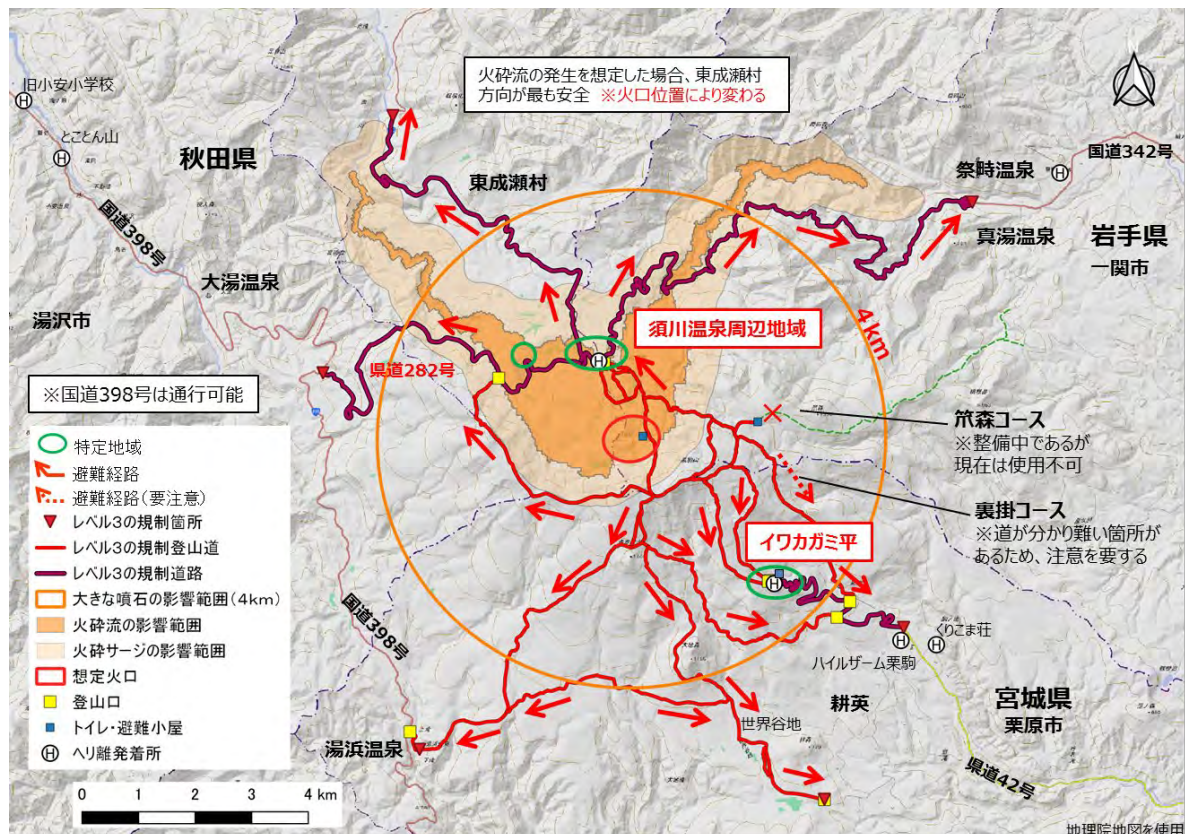 火砕流の発生を想定した場合、東成瀬村
方向が最も安全 ※火口位置により変わる
旧小安小学校
とことん山
秋田県
東成瀬村
国道342号
祭畤温泉
真湯温泉
岩手県
一関市
国道398号
大湯温泉
湯沢市
4km
須川温泉周辺地域
県道282号
※国道398号は通行可能
笊森コース
※整備中であるが
現在は使用不可
裏掛コース
※道が分かり難い箇所が
あるため、注意を要する
イワカガミ平
特定地域
避難経路
避難経路(要注意)
レベル3の規制箇所
レベル3の規制登山道
レベル3の規制道路
大きな噴石の影響範囲(4km)
火砕流の影響範囲
火砕サージの影響範囲
想定火口
登山口
トイレ・避難小屋
ヘリ離発着所
国道398号
くりこま荘
ハイルザーム栗駒
耕英
宮城県
栗原市
世界谷地
湯浜温泉
県道42号
0 1 2 3 4 km
地理院地図を使用